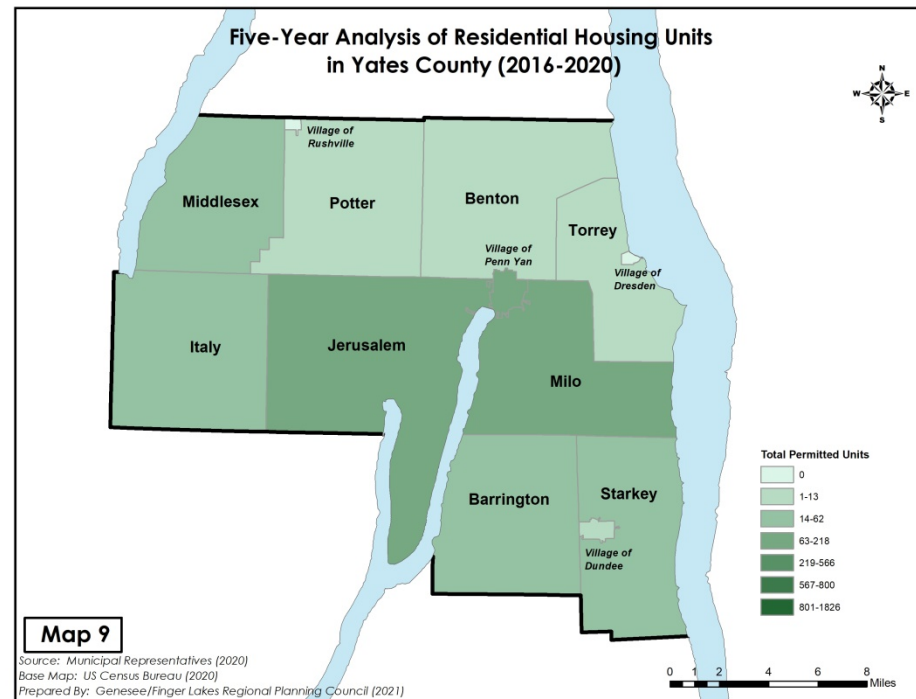 Five-Year Analysis of Residential Housing Units
in Yates County (2016-2020)
N
W E
S
Village of
Rushville
Middlesex
Potter
Benton
Torrey
Village of
Penn Yan
Village of
Dresden
Italy
Jerusalem
Milo
Barrington
Starkey
Village of
Dundee
Total Permitted Units
0
1-13
14-62
63-218
219-566
567-800
801-1826
Map 9
Source: Municipal Representatives (2020)
Base Map: US Census Bureau (2020)
Prepared By: Genesee/Finger Lakes Regional Planning Council (2021)
0 1 2 4 6 8
Miles